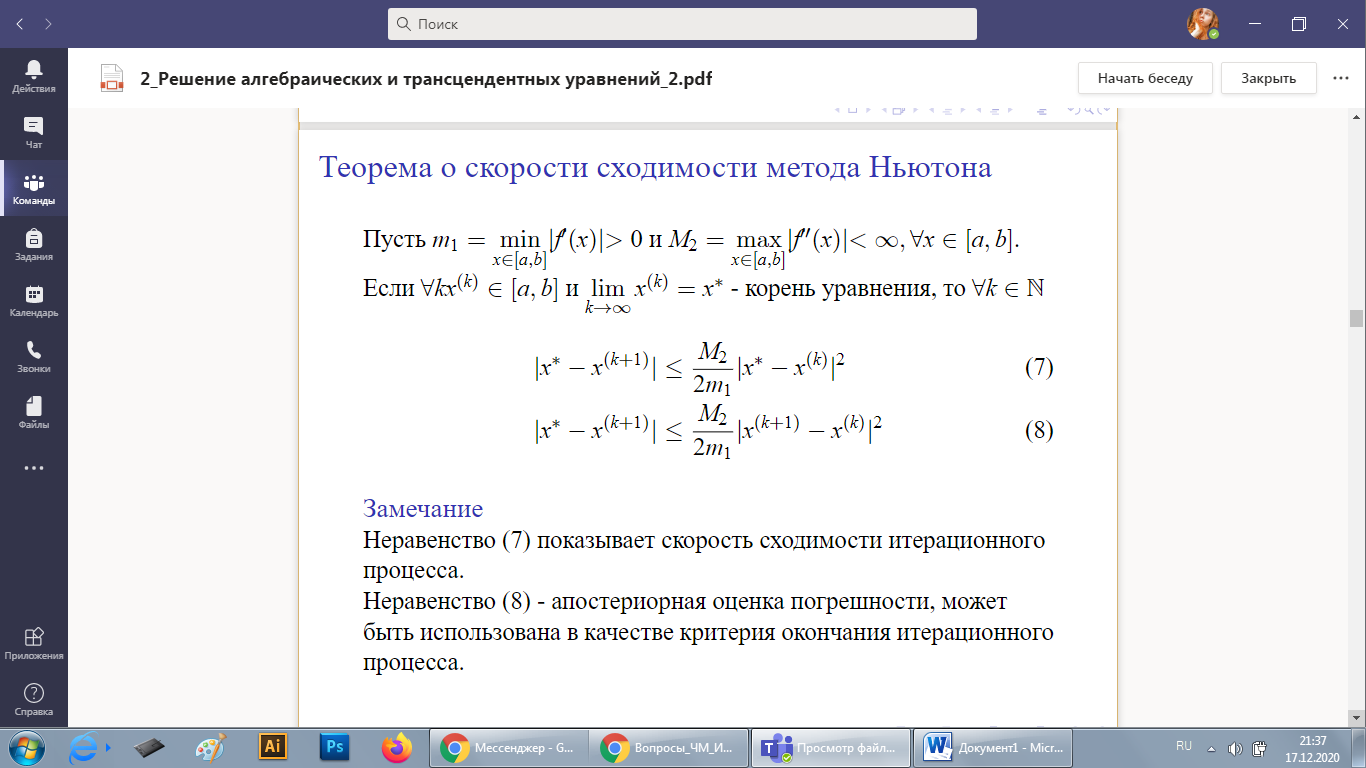 Поиск
Действия
Чат
Команды
Задания
Календарь
Звонки
Файлы
Приложения
Справка
2_Решение алгебраических и трансцендентных уравнений_2.pdf
Начать беседу
Закрыть
Теорема о скорости сходимости метода Ньютона
Пусть m₁ = min_{x∈[a,b]} |f′(x)| > 0 и M₂ = max_{x∈[a,b]} |f″(x)| < ∞, ∀x ∈ [a, b].
Если ∀kx^{(k)} ∈ [a, b] и lim_{k→∞} x^{(k)} = x* - корень уравнения, то ∀k ∈ ℕ
|x* − x^{(k+1)}| ≤ M₂/2m₁ |x* − x^{(k)}|² (7)
|x* − x^{(k+1)}| ≤ M₂/2m₁ |x^{(k+1)} − x^{(k)}|² (8)
Замечание
Неравенство (7) показывает скорость сходимости итерационного
процесса.
Неравенство (8) - апостериорная оценка погрешности, может
быть использована в качестве критерия окончания итерационного
процесса.
Ai
Ps
Мессенджер - G...
Вопросы_ЧМ_И...
Просмотр файл...
Документ1 - Micr...
RU
21:37
17.12.2020